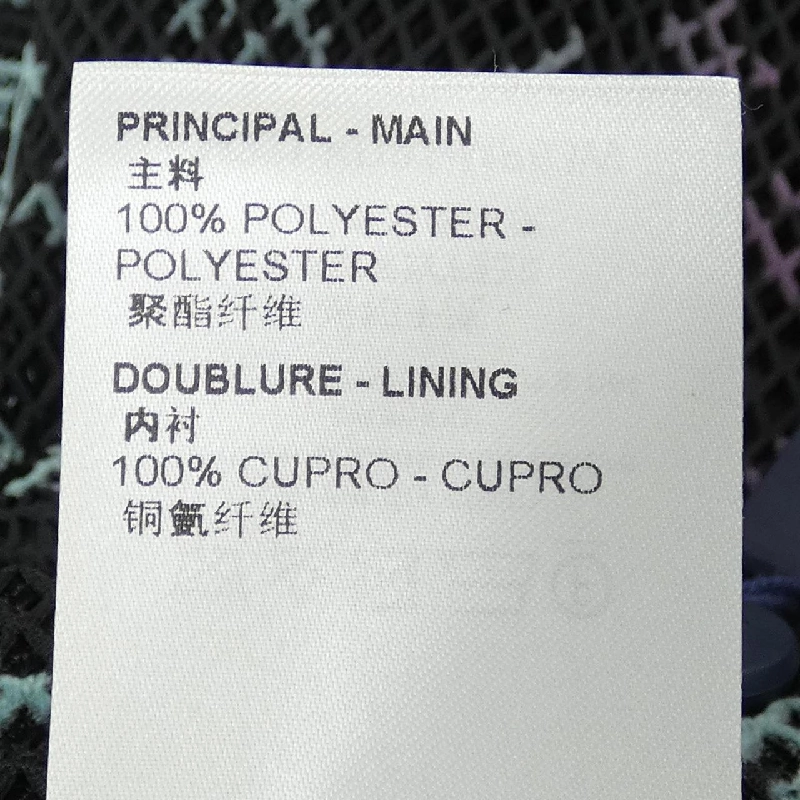 PRINCIPAL - MAIN
主料
100% POLYESTER -
POLYESTER
聚酯纤维
DOUBLURE - LINING
内衬
100% CUPRO - CUPRO
铜氨纤维